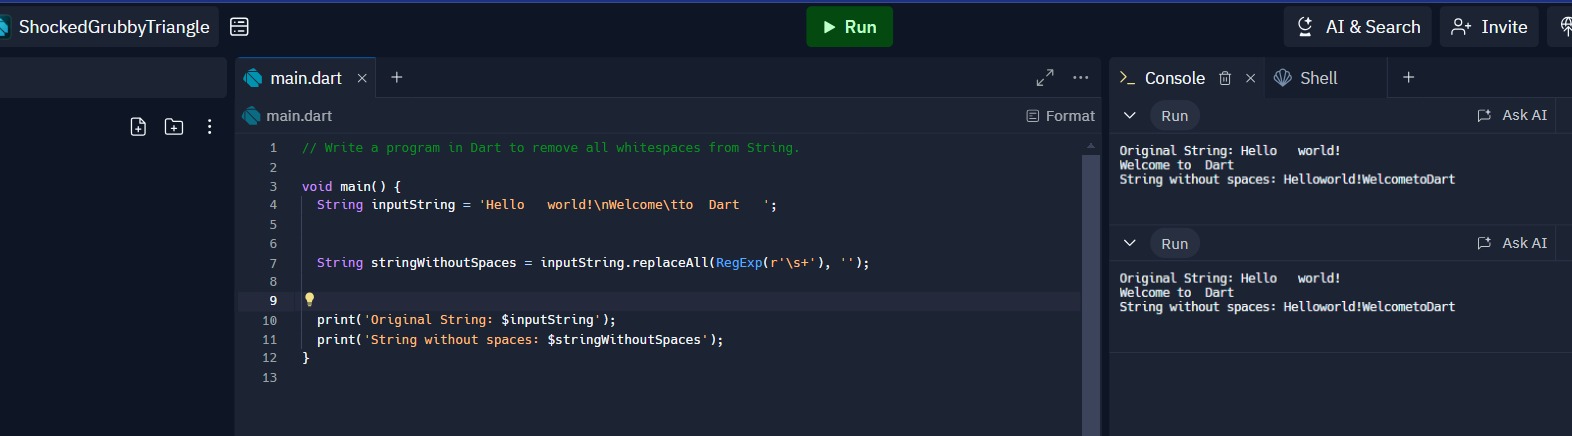 ShockedGrubbyTriangle
Run
AI & Search
Invite
main.dart
Console
Shell
main.dart
Format
Run
Ask AI
1 // Write a program in Dart to remove all whitespaces from String.
2
3 void main() {
4 String inputString = 'Hello   world!\nWelcome\tto  Dart   ';
5
6
7 String stringWithoutSpaces = inputString.replaceAll(RegExp(r'\s+'), '');
8
9
10 print('Original String: $inputString');
11 print('String without spaces: $stringWithoutSpaces');
12 }
13
Original String: Hello   world!
Welcome to  Dart
String without spaces: Helloworld!WelcometoDart
Run
Ask AI
Original String: Hello   world!
Welcome to  Dart
String without spaces: Helloworld!WelcometoDart